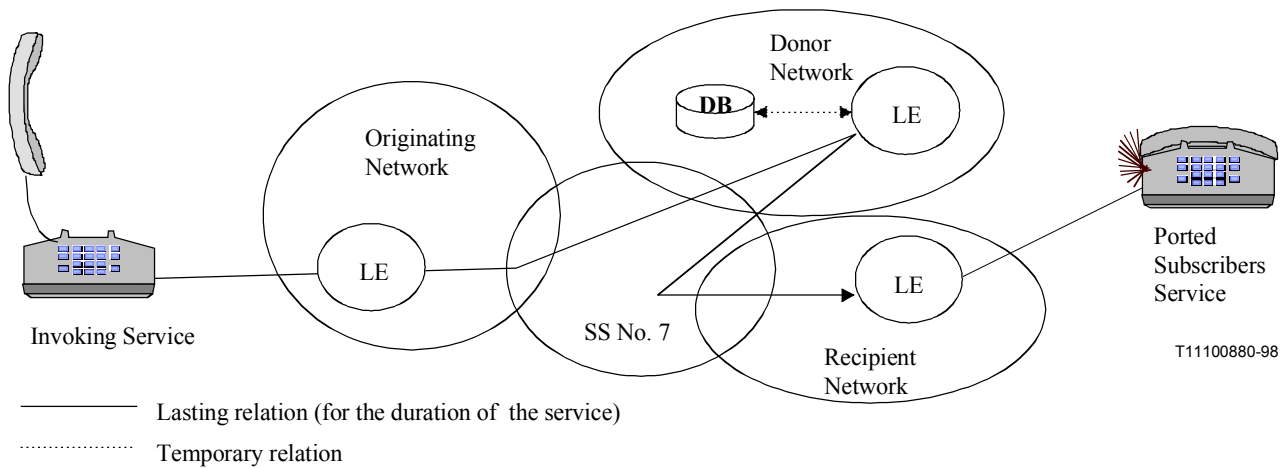 Donor
Network
DB
LE
Originating
Network
LE
LE
Ported
Subscribers
Service
SS No. 7
Invoking Service
Recipient
Network
T11100880-98
Lasting relation (for the duration of the service)
Temporary relation